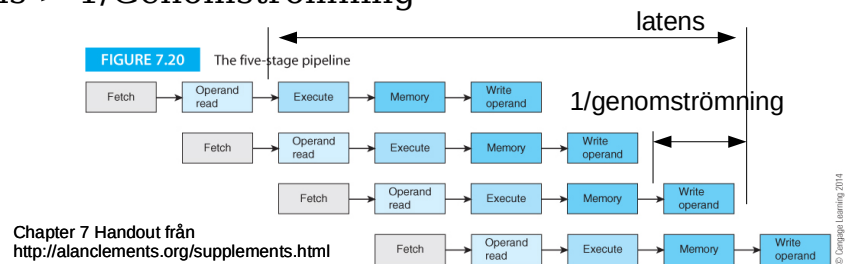 1/Genomströmning
latens
FIGURE 7.20 The five-stage pipeline
Fetch Operand read Execute Memory Write operand
1/genomströmning
Fetch Operand read Execute Memory Write operand
Fetch Operand read Execute Memory Write operand
Chapter 7 Handout från
http://alanclements.org/supplements.html
Fetch Operand read Execute Memory Write operand
© Cengage Learning 2014